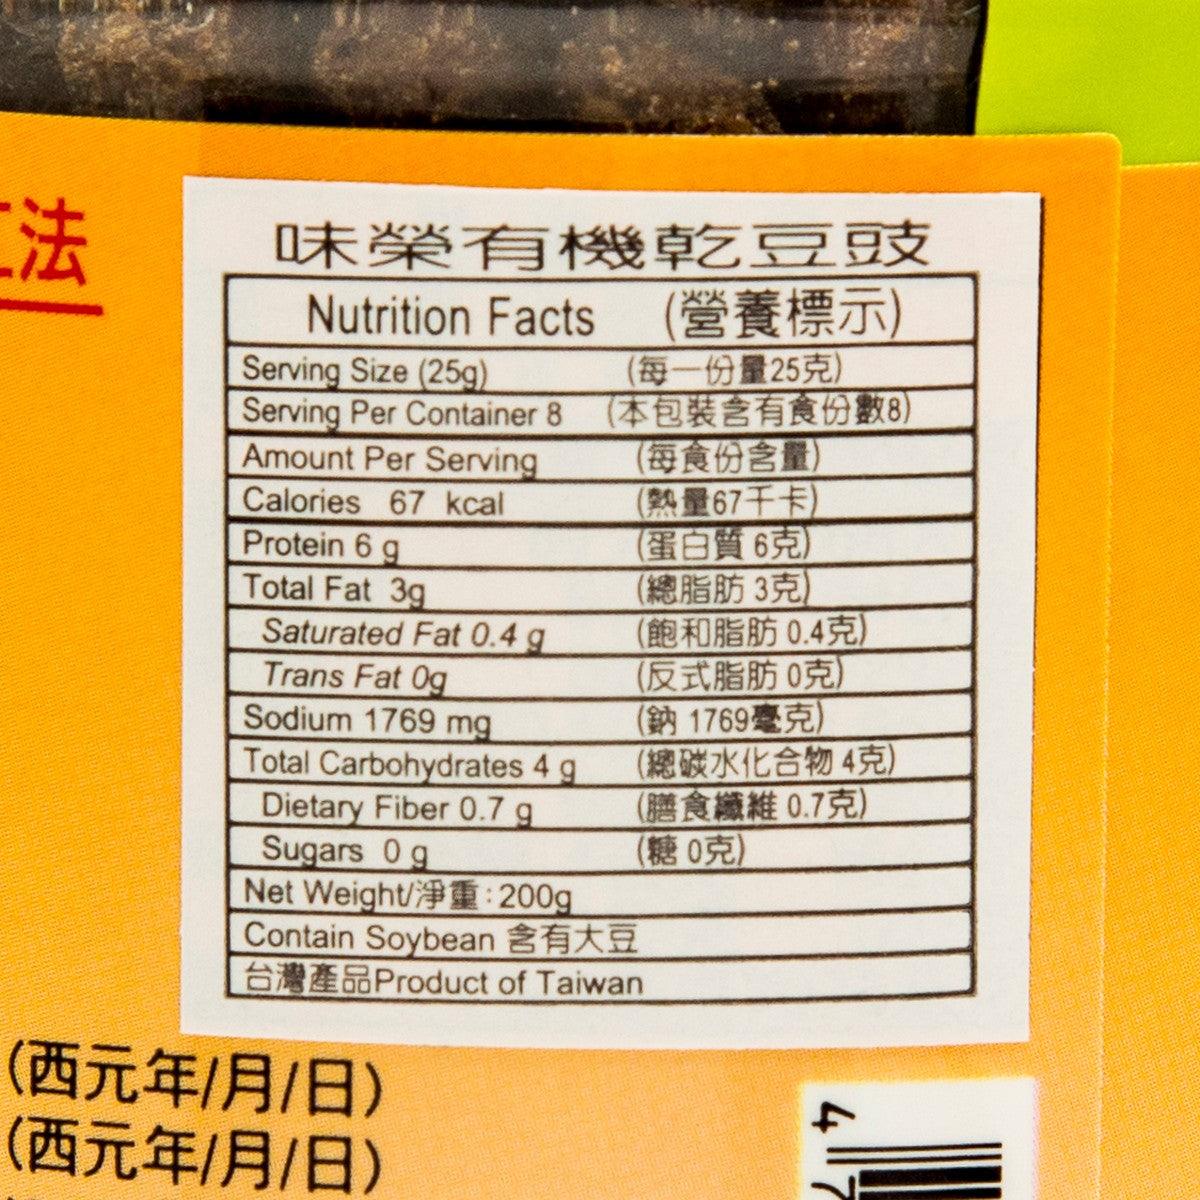 法
味榮有機乾豆豉
Nutrition Facts (營養標示)
Serving Size (25g) (每一份量25克)
Serving Per Container 8 (本包裝含有食份數8)
Amount Per Serving (每食份含量)
Calories 67 kcal (熱量67千卡)
Protein 6 g (蛋白質 6克)
Total Fat 3g (總脂肪 3克)
Saturated Fat 0.4 g (飽和脂肪 0.4克)
Trans Fat 0g (反式脂肪 0克)
Sodium 1769 mg (鈉 1769毫克)
Total Carbohydrates 4 g (總碳水化合物 4克)
Dietary Fiber 0.7 g (膳食纖維 0.7克)
Sugars 0 g (糖 0克)
Net Weight/淨重:200g
Contain Soybean 含有大豆
台灣產品Product of Taiwan
(西元年/月/日)
(西元年/月/日)
4
7